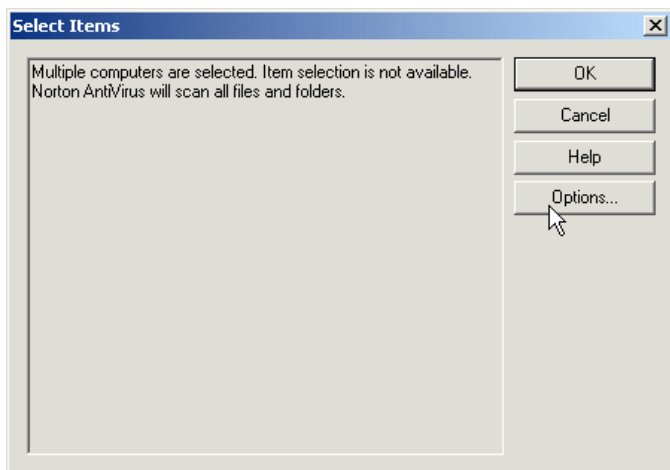 Select Items
Multiple computers are selected. Item selection is not available.
Norton AntiVirus will scan all files and folders.
OK
Cancel
Help
Options...